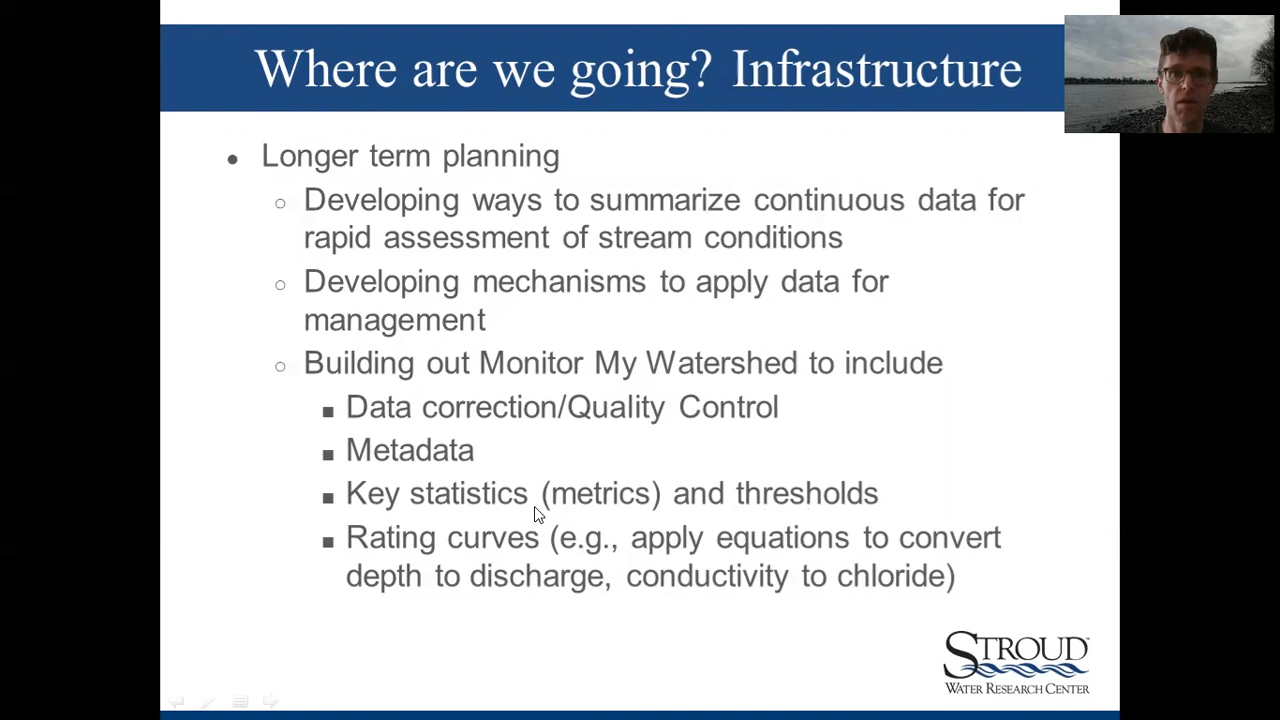 Where are we going? Infrastructure
• Longer term planning
○ Developing ways to summarize continuous data for
rapid assessment of stream conditions
○ Developing mechanisms to apply data for
management
○ Building out Monitor My Watershed to include
■ Data correction/Quality Control
■ Metadata
■ Key statistics (metrics) and thresholds
■ Rating curves (e.g., apply equations to convert
depth to discharge, conductivity to chloride)
STROUD™
WATER RESEARCH CENTER